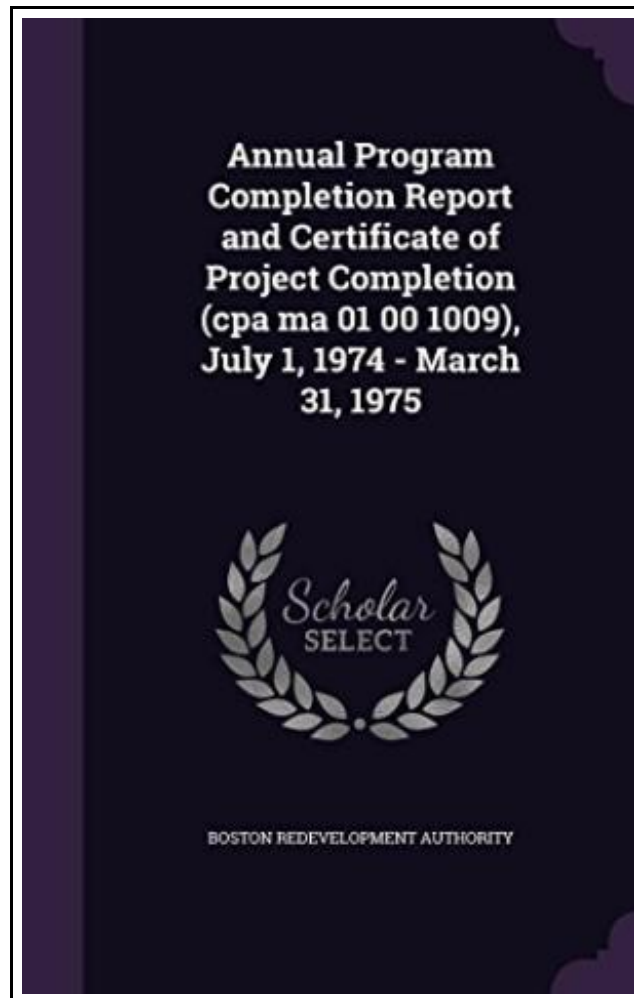 Annual Program
Completion Report
and Certificate of
Project Completion
(cpa ma 01 00 1009),
July 1, 1974 - March
31, 1975
Scholar
SELECT
BOSTON REDEVELOPMENT AUTHORITY